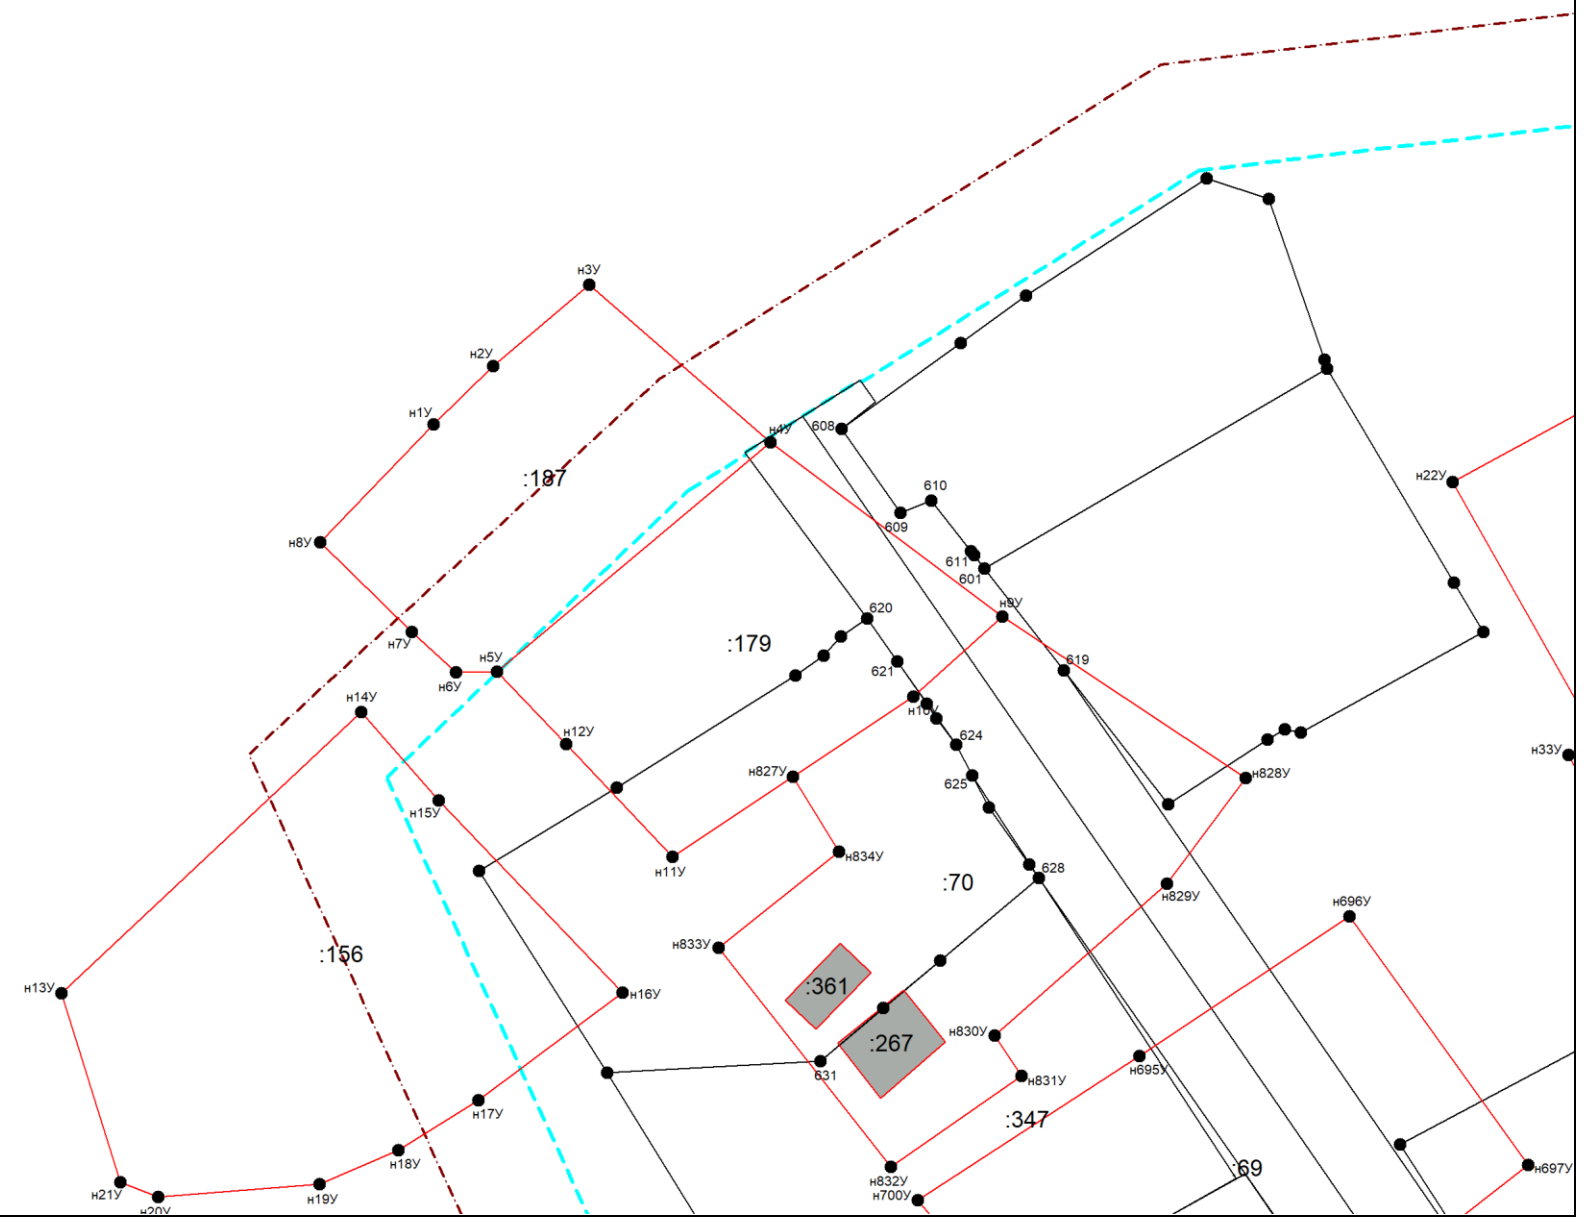 н3У
н2У
н1У
н4У
608
:187
н22У
610
609
н8У
611
601
н9У
620
н7У
:179
н5У
621
619
н6У
н14У
н10У
н12У
624
н33У
н827У
625
н828У
н15У
н834У
н11У
628
:70
н829У
н696У
н833У
:156
:361
н13У
н16У
н830У
:267
631
н695У
н831У
н17У
:347
н18У
:69
н697У
н832У
н21У
н19У
н700У
н20У